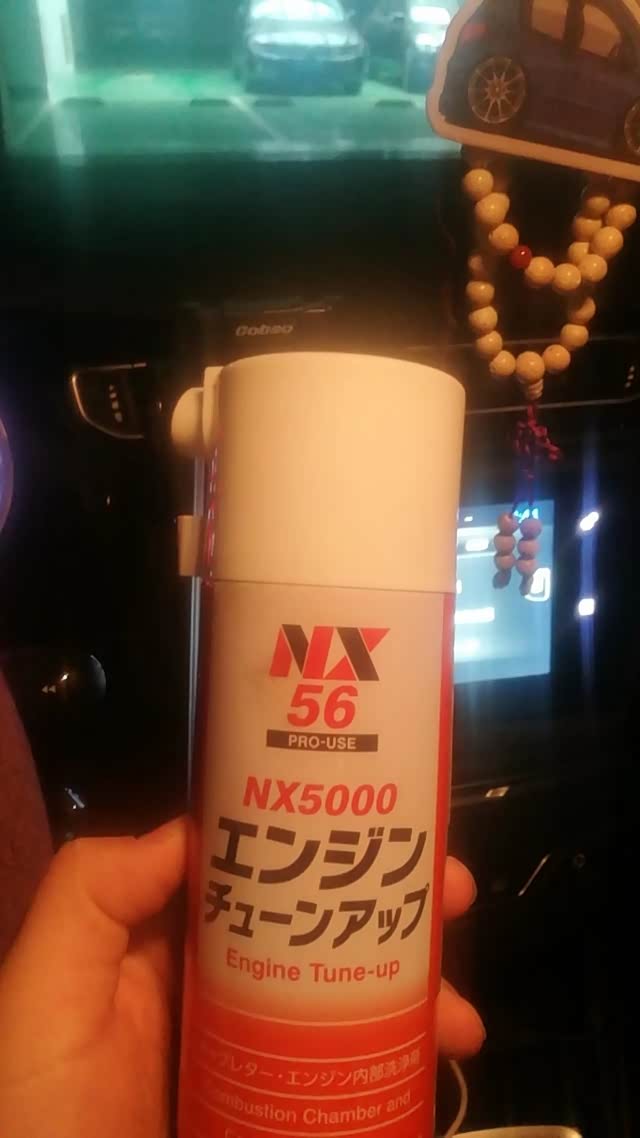 NX
56
PRO-USE
NX5000
エンジン
チューンアップ
Engine Tune-up
レター・エンジン内部洗浄剤
Combustion Chamber and